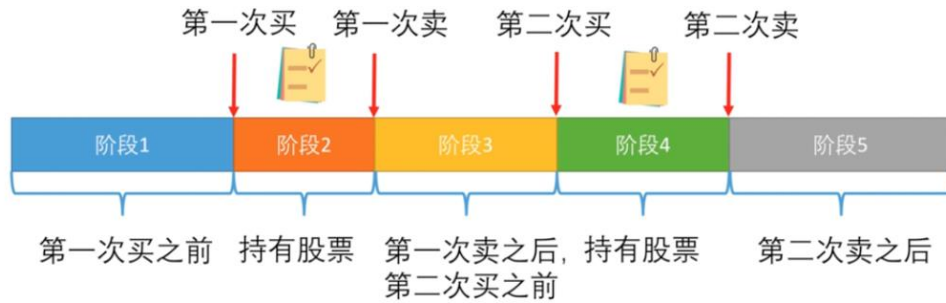 第一次买 第一次卖 第二次买 第二次卖
阶段1 阶段2 阶段3 阶段4 阶段5
第一次买之前 持有股票 第一次卖之后, 持有股票 第二次卖之后
第二次买之前